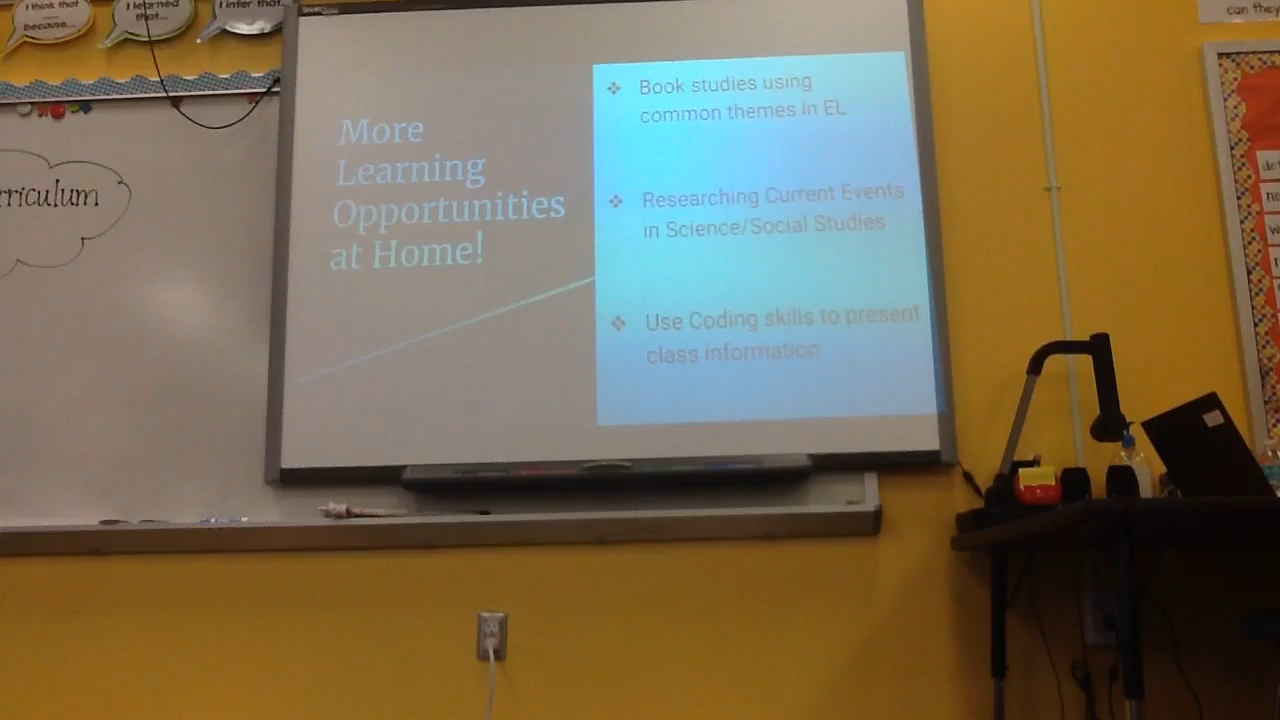 I think that
because...
I learned
that...
I infer that
can they
rriculum
More
Learning
Opportunities
at Home!
❖ Book studies using
common themes in EL
❖ Researching Current Events
in Science/Social Studies
❖ Use Coding skills to present
class information